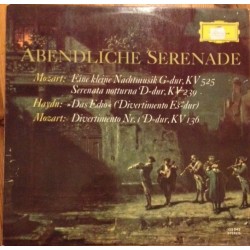 ABENDLICHE SERENADE
Mozart: Eine kleine Nachtmusik G-dur, KV 525
Serenata notturna D-dur, KV 239
Haydn: »Das Echo« (Divertimento Es-dur)
Mozart: Divertimento Nr. 1 D-dur, KV 136
STEREO